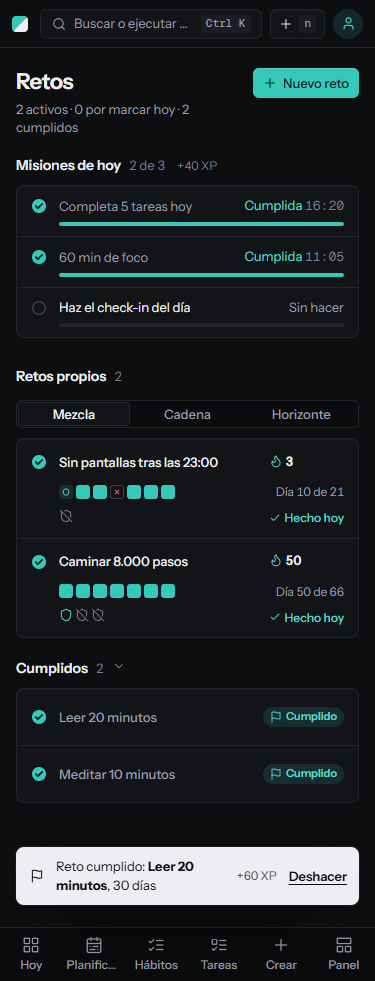 Buscar o ejecutar ... Ctrl K n
Retos
Nuevo reto
2 activos · 0 por marcar hoy · 2
cumplidos
Misiones de hoy 2 de 3 +40 XP
Completa 5 tareas hoy Cumplida 16:20
60 min de foco Cumplida 11:05
Haz el check-in del día Sin hacer
Retos propios 2
Mezcla Cadena Horizonte
Sin pantallas tras las 23:00 3
Día 10 de 21
Hecho hoy
Caminar 8.000 pasos 50
Día 50 de 66
Hecho hoy
Cumplidos 2
Leer 20 minutos Cumplido
Meditar 10 minutos Cumplido
Reto cumplido: Leer 20
minutos, 30 días
+60 XP Deshacer
Hoy Planific... Hábitos Tareas Crear Panel